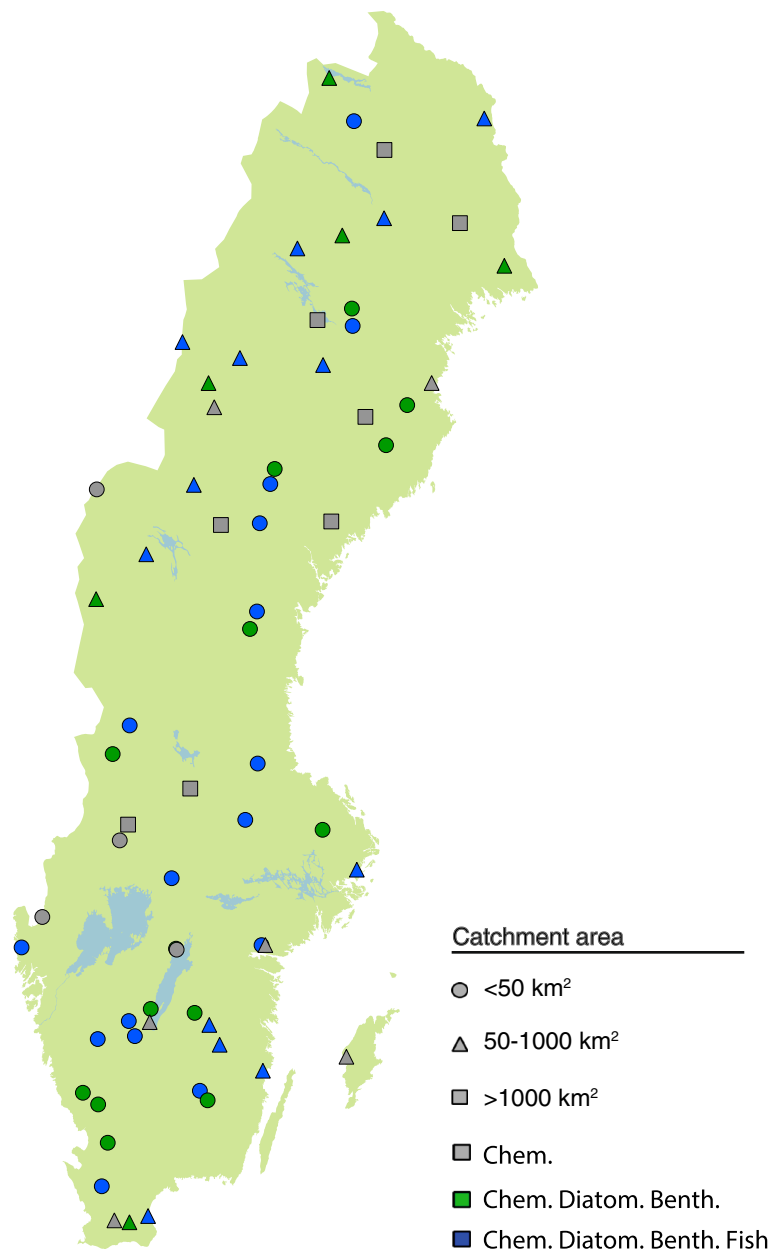 Catchment area
<50 km²
50-1000 km²
>1000 km²
Chem.
Chem. Diatom. Benth.
Chem. Diatom. Benth. Fish